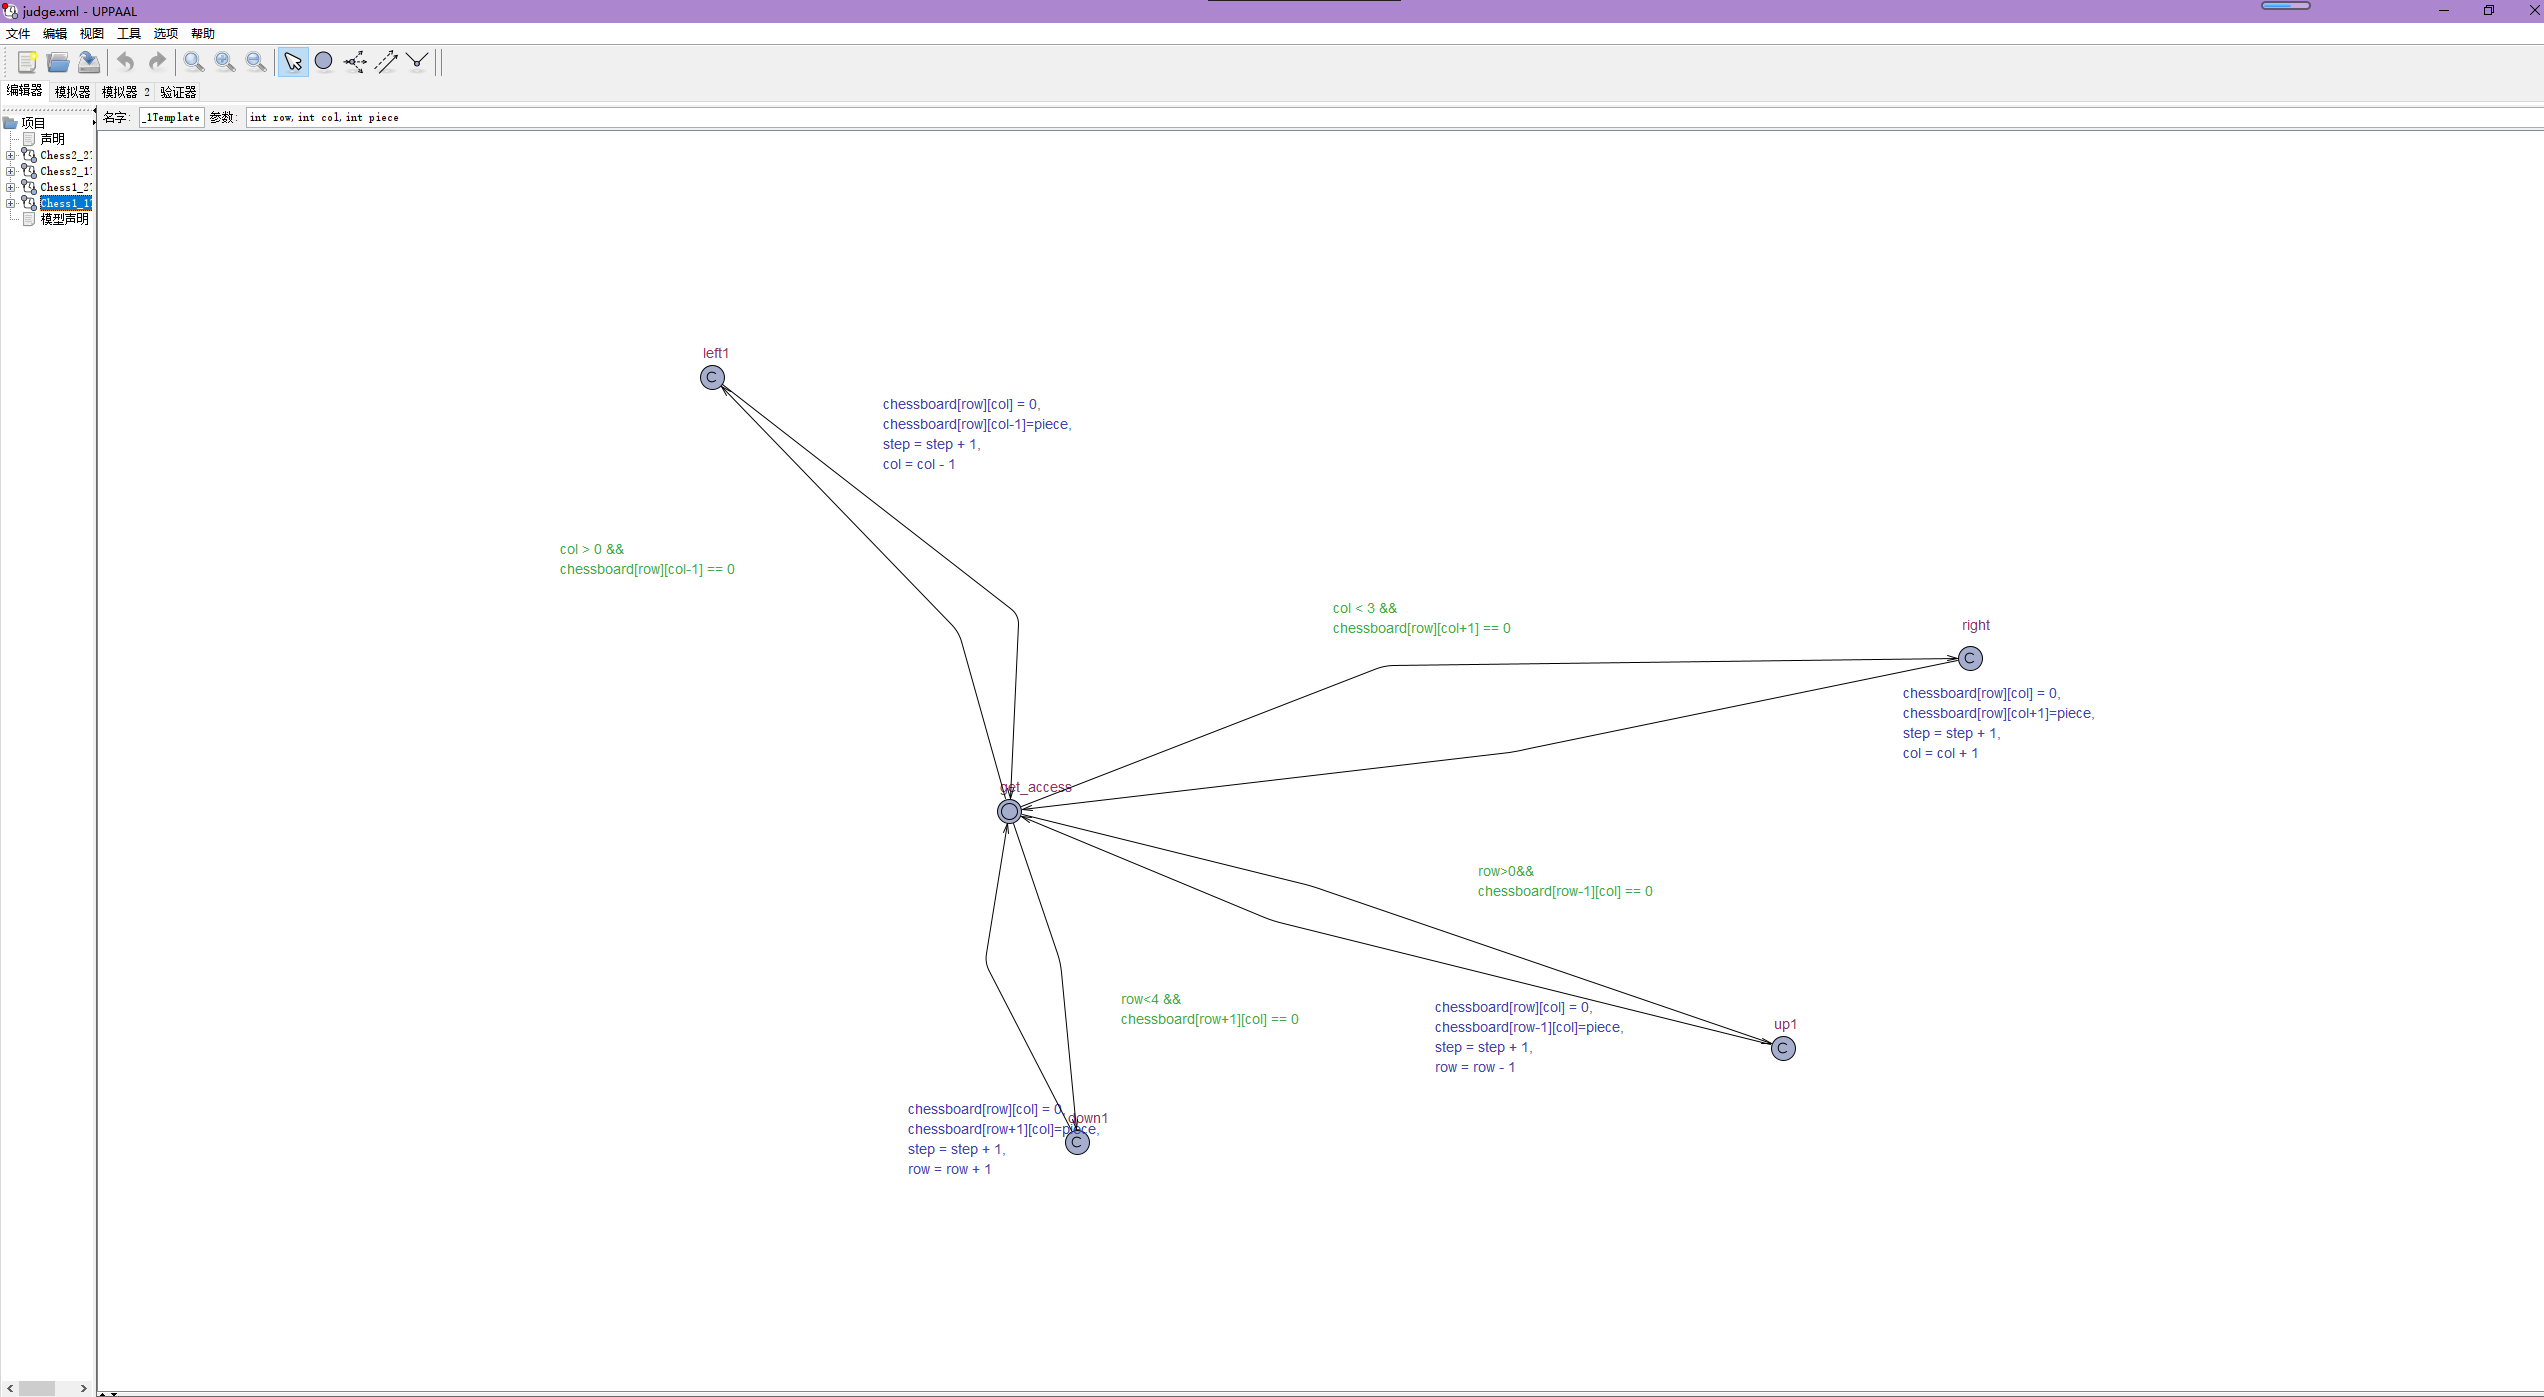 judge.xml - UPPAAL
文件 编辑 视图 工具 选项 帮助
编辑器 模拟器 模拟器 2 验证器
名字: _1Template 参数: int row,int col,int piece
项目
声明
Chess2_2
Chess2_1
Chess1_2
Chess1_1
模型声明
left1
chessboard[row][col] = 0,
chessboard[row][col-1]=piece,
step = step + 1,
col = col - 1
col > 0 &&
chessboard[row][col-1] == 0
col < 3 &&
chessboard[row][col+1] == 0
right
C
chessboard[row][col] = 0,
chessboard[row][col+1]=piece,
step = step + 1,
col = col + 1
get_access
row>0&&
chessboard[row-1][col] == 0
row<4 &&
chessboard[row+1][col] == 0
chessboard[row][col] = 0,
chessboard[row-1][col]=piece,
step = step + 1,
row = row - 1
up1
C
chessboard[row][col] = 0,
chessboard[row+1][col]=piece,
step = step + 1,
row = row + 1
down1
C
C